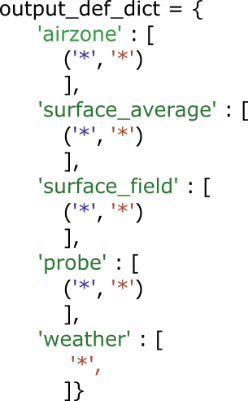 output_def_dict = {
'airzone' : [
('*', '*')
],
'surface_average' : [
('*', '*')
],
'surface_field' : [
('*', '*')
],
'probe' : [
('*', '*')
],
'weather' : [
'*',
]}